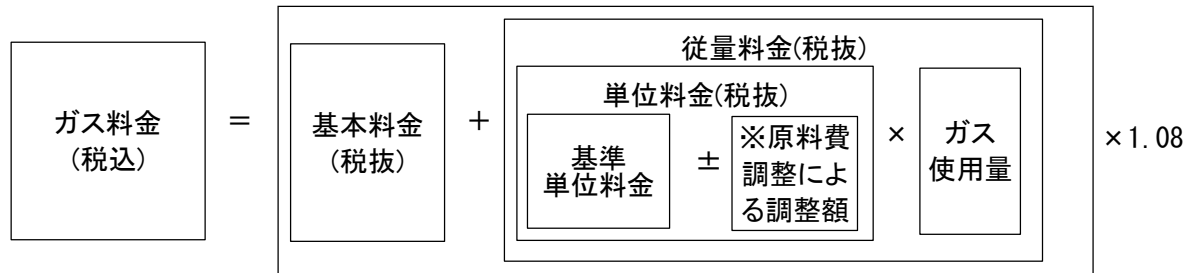 ガス料金
(税込)
=
基本料金
(税抜)
+
従量料金(税抜)
単位料金(税抜)
基準
単位料金
±
※原料費
調整によ
る調整額
×
ガス
使用量
×1.08